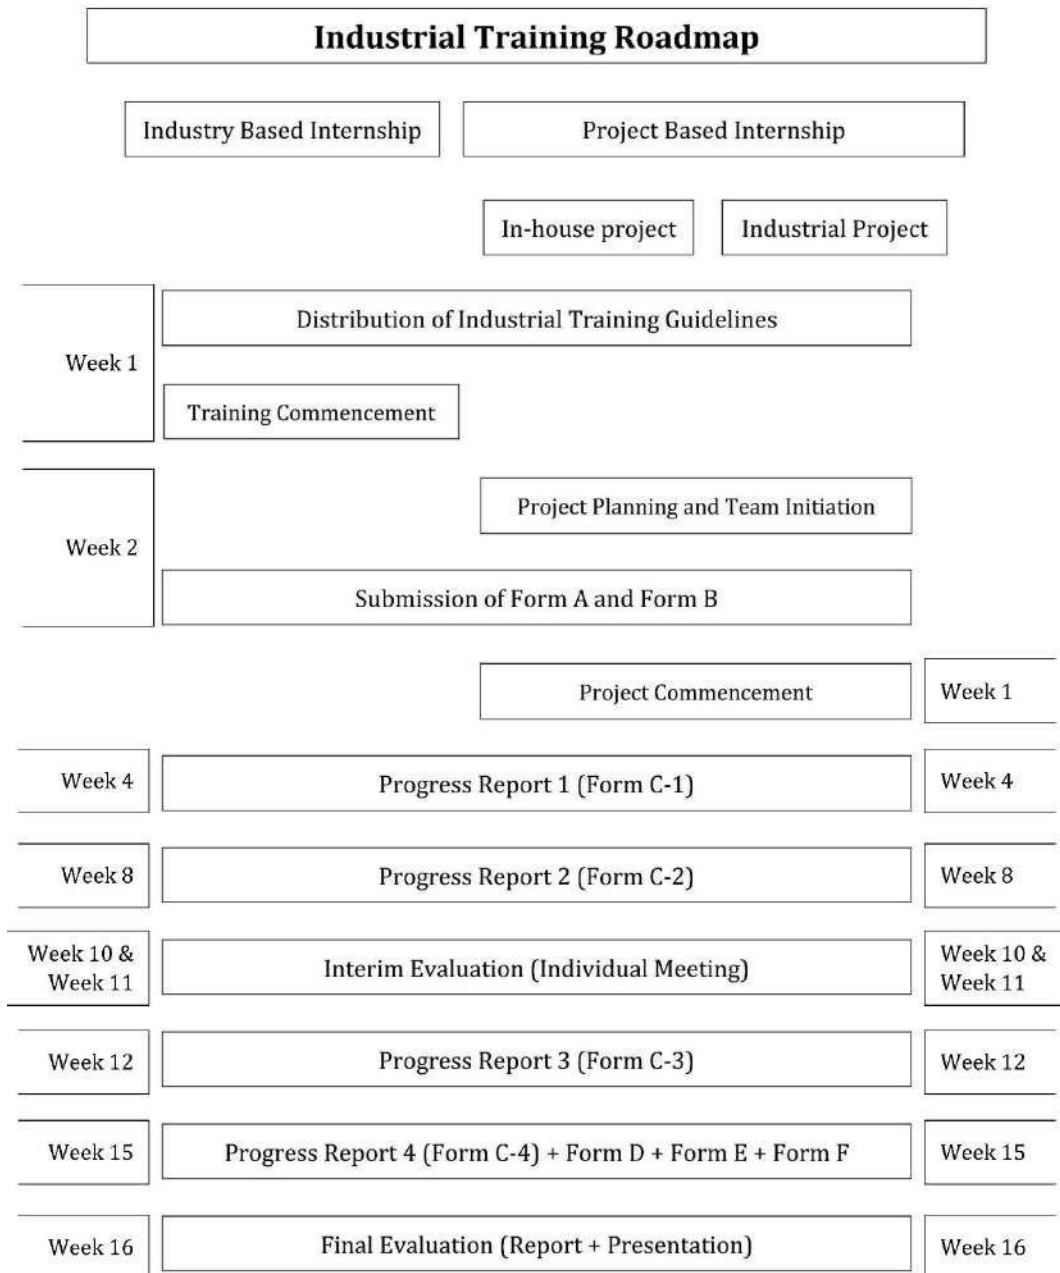 Industrial Training Roadmap
Industry Based Internship
Project Based Internship
In-house project
Industrial Project
Week 1
Distribution of Industrial Training Guidelines
Training Commencement
Week 2
Project Planning and Team Initiation
Submission of Form A and Form B
Project Commencement
Week 1
Week 4
Progress Report 1 (Form C-1)
Week 4
Week 8
Progress Report 2 (Form C-2)
Week 8
Week 10 &
Week 11
Interim Evaluation (Individual Meeting)
Week 10 &
Week 11
Week 12
Progress Report 3 (Form C-3)
Week 12
Week 15
Progress Report 4 (Form C-4) + Form D + Form E + Form F
Week 15
Week 16
Final Evaluation (Report + Presentation)
Week 16